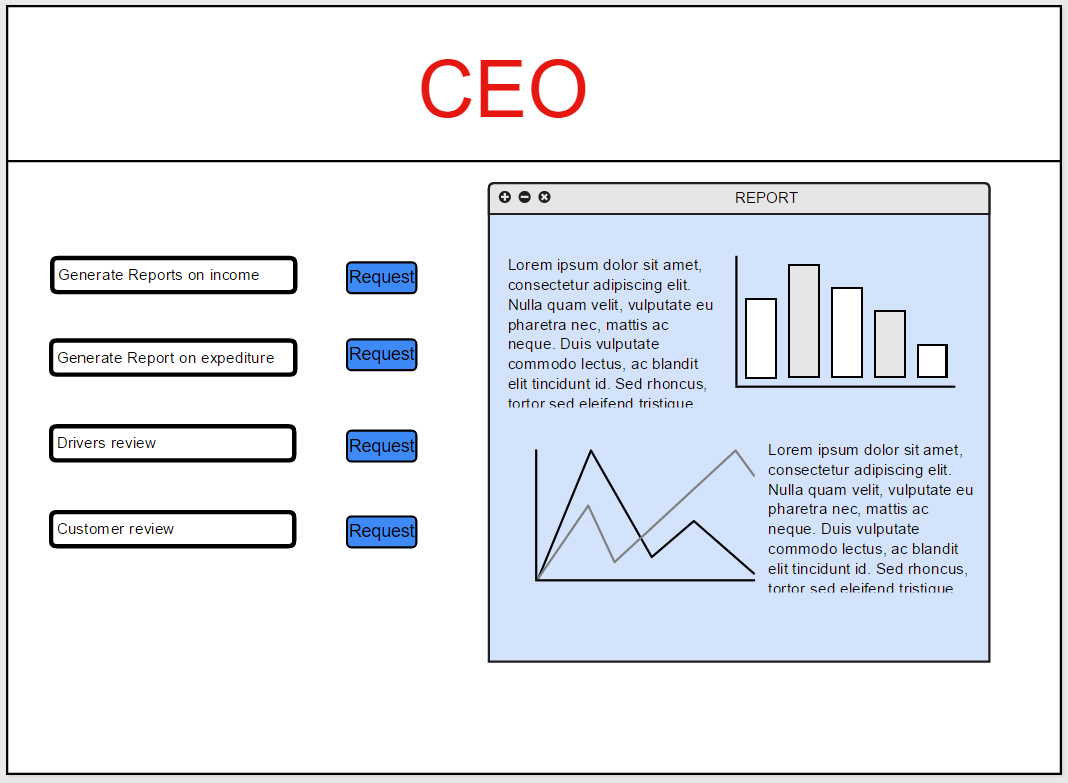 CEO
REPORT
Generate Reports on income
Request
Generate Report on expediture
Request
Drivers review
Request
Customer review
Request
Lorem ipsum dolor sit amet,
consectetur adipiscing elit.
Nulla quam velit, vulputate eu
pharetra nec, mattis ac
neque. Duis vulputate
commodo lectus, ac blandit
elit tincidunt id. Sed rhoncus,
tortor sed eleifend tristique
Lorem ipsum dolor sit amet,
consectetur adipiscing elit.
Nulla quam velit, vulputate eu
pharetra nec, mattis ac
neque. Duis vulputate
commodo lectus, ac blandit
elit tincidunt id. Sed rhoncus,
tortor sed eleifend tristique